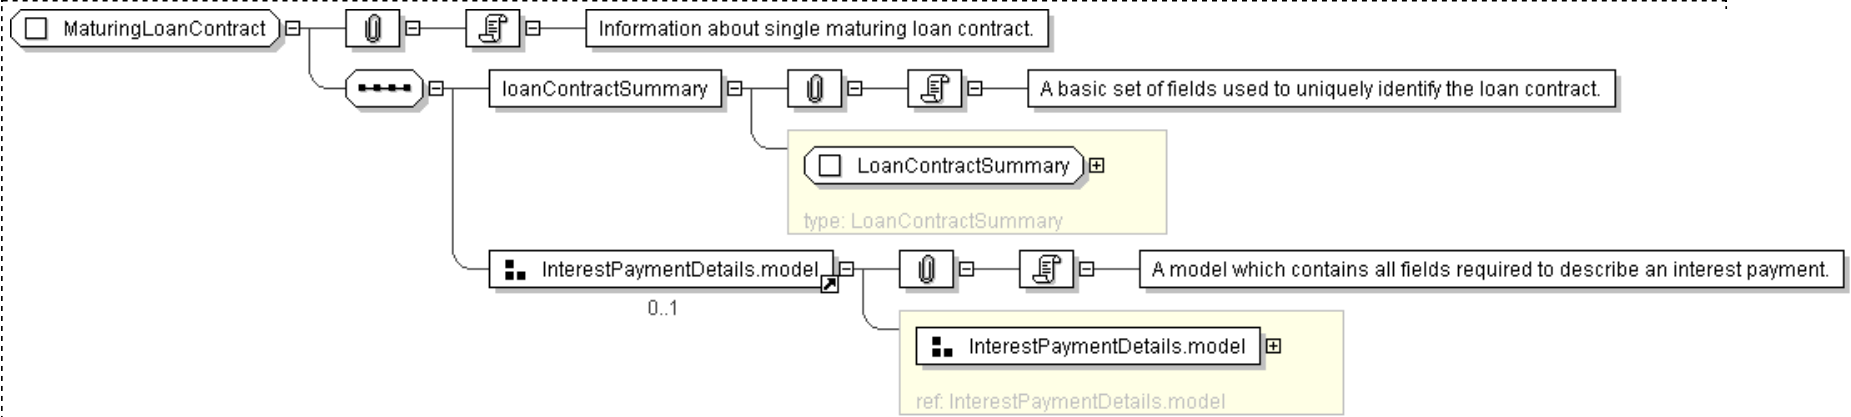 MaturingLoanContract
Information about single maturing loan contract.
loanContractSummary
A basic set of fields used to uniquely identify the loan contract.
LoanContractSummary
type: LoanContractSummary
InterestPaymentDetails.model
A model which contains all fields required to describe an interest payment.
0..1
InterestPaymentDetails.model
ref: InterestPaymentDetails.model